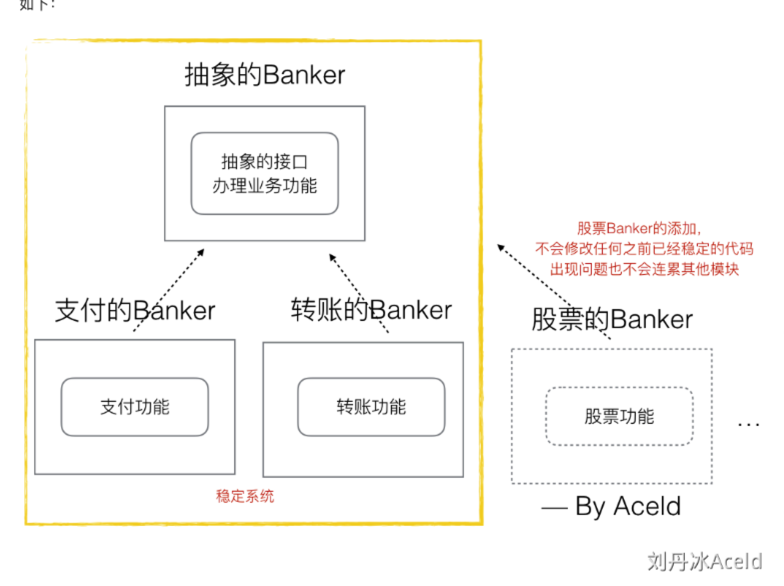 如下：
抽象的Banker
抽象的接口
办理业务功能
股票Banker的添加,
不会修改任何之前已经稳定的代码
出现问题也不会连累其他模块
支付的Banker
转账的Banker
股票的Banker
支付功能
转账功能
股票功能
...
稳定系统
— By Aceld
刘丹冰Aceld